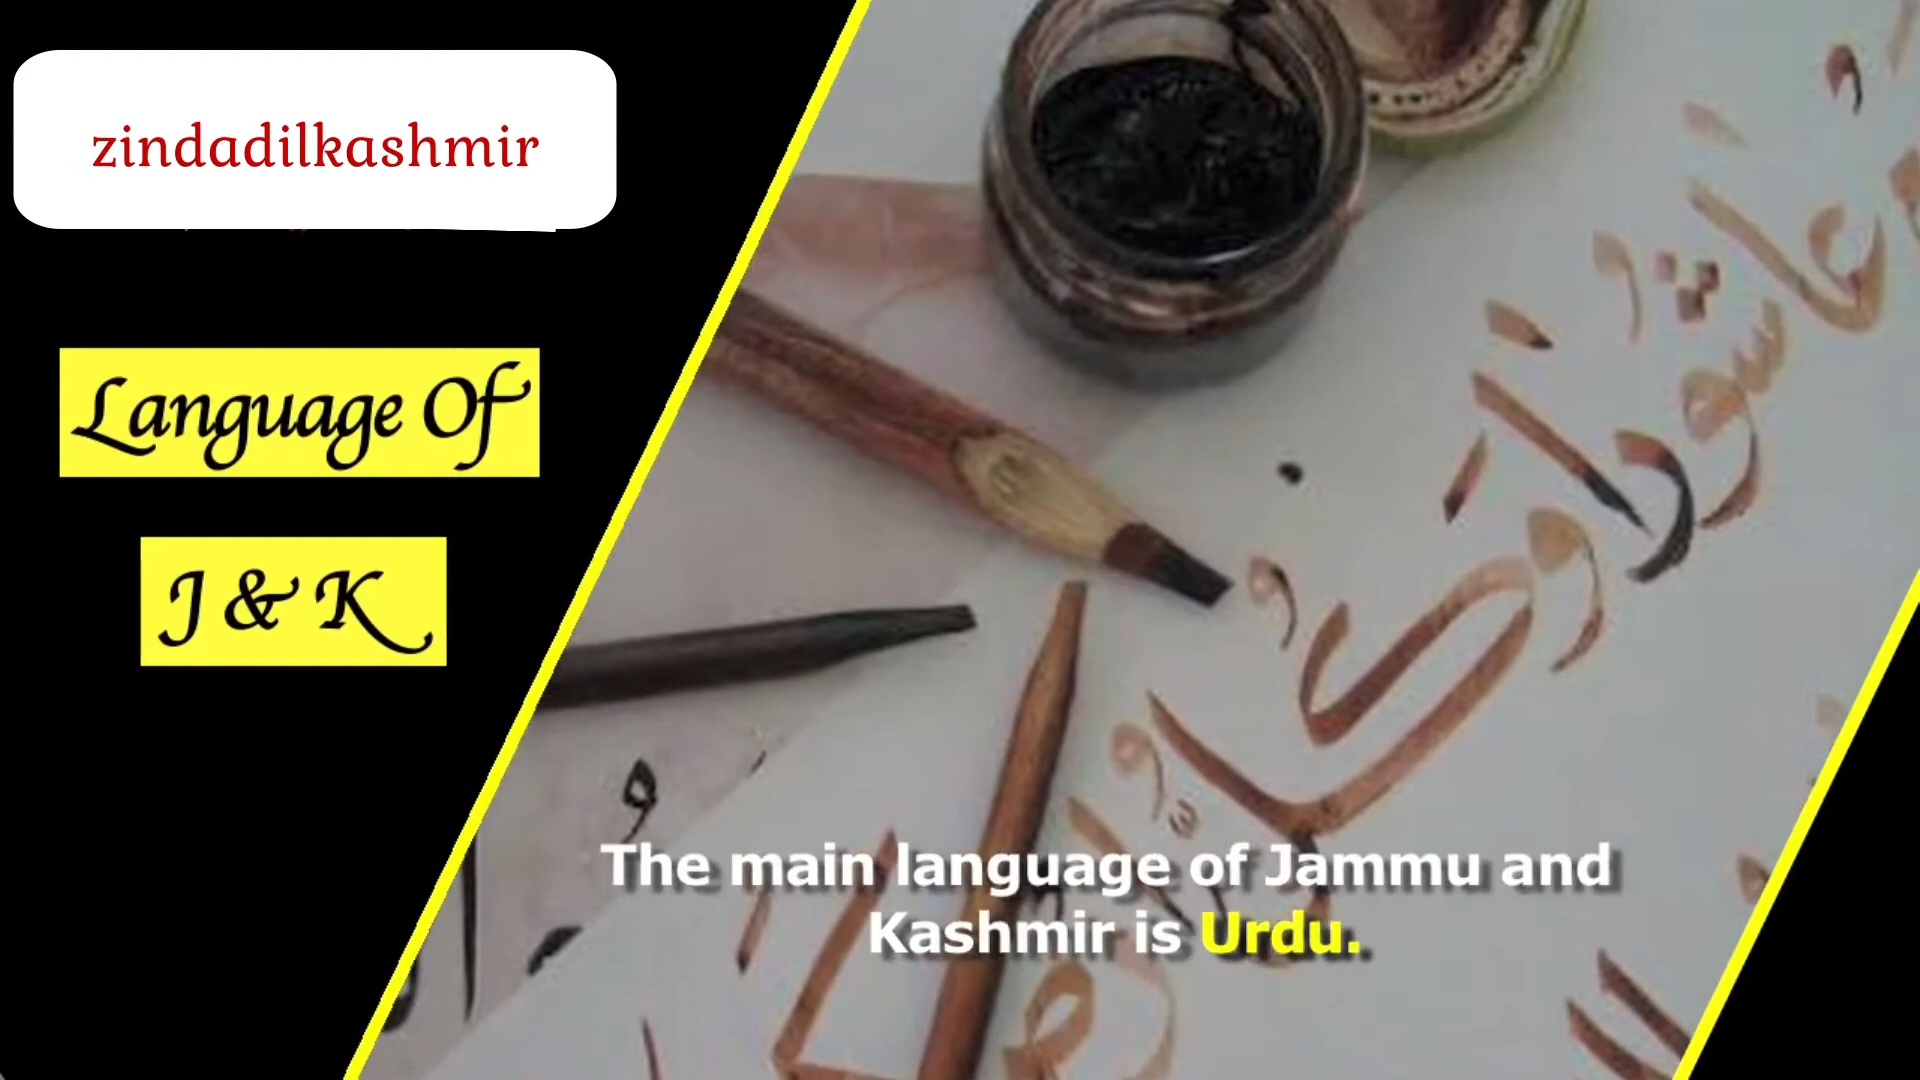 zindadilkashmir
Language Of
J & K
The main language of Jammu and
Kashmir is Urdu.